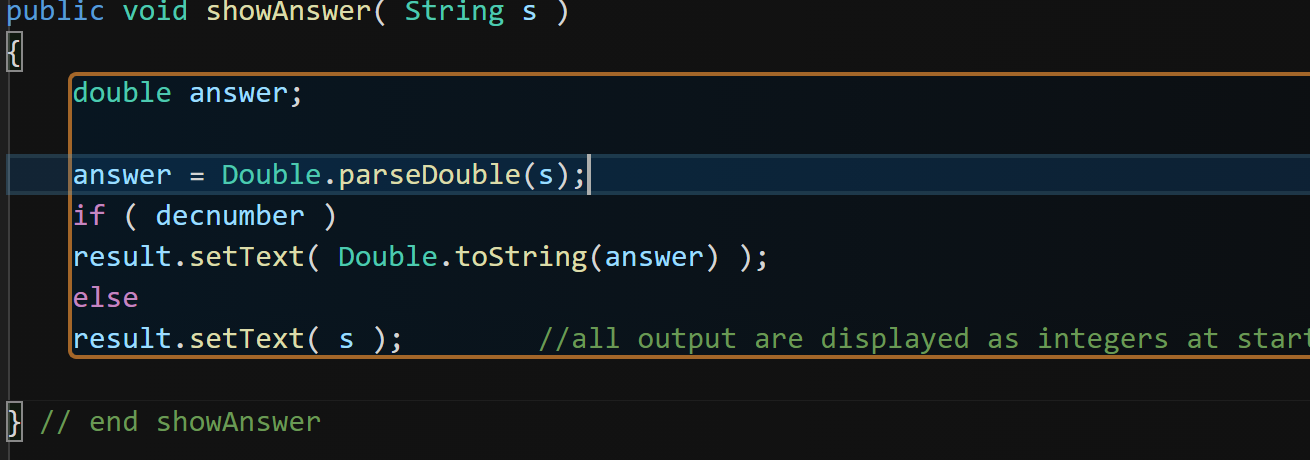 public void showAnswer( String s )
{
double answer;
answer = Double.parseDouble(s);
if ( decnumber )
result.setText( Double.toString(answer) );
else
result.setText( s ); //all output are displayed as integers at start
} // end showAnswer